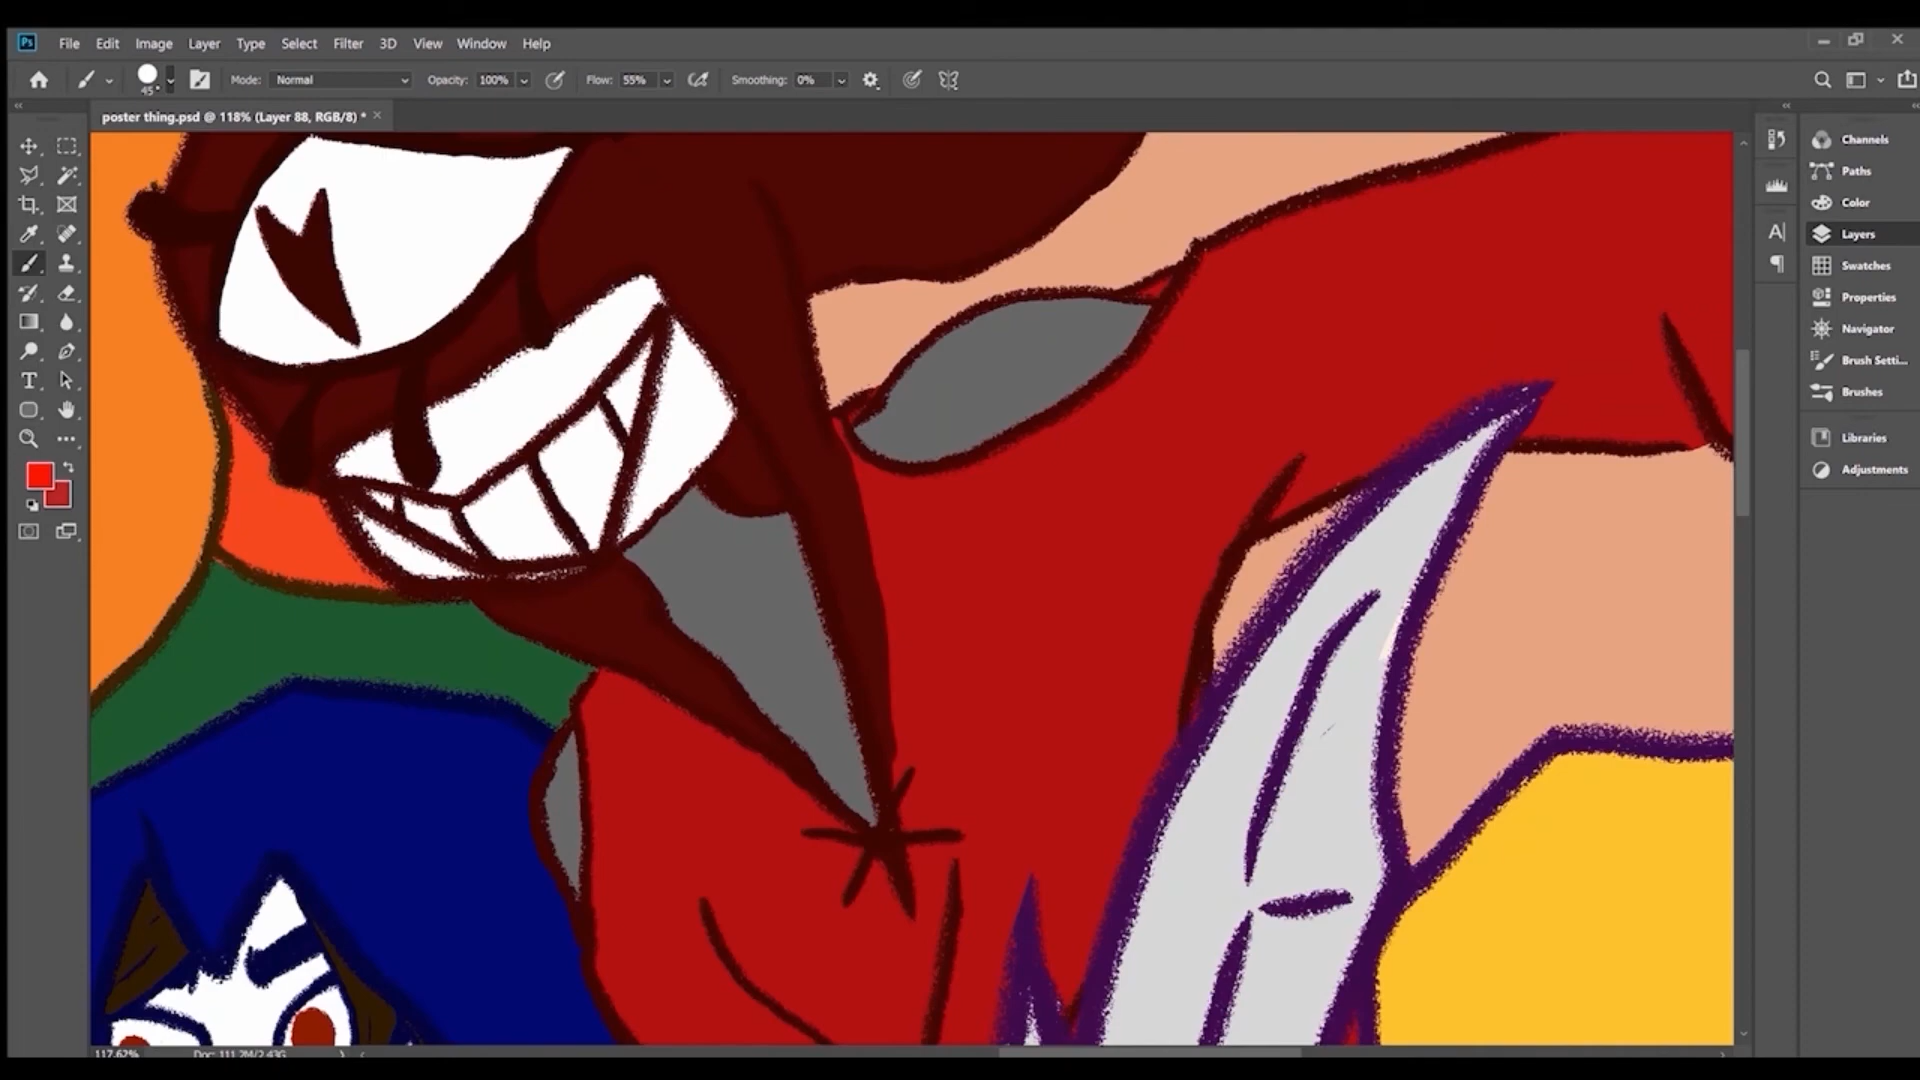 Ps File Edit Image Layer Type Select Filter 3D View Window Help
45 Mode: Normal Opacity: 100% Flow: 55% Smoothing: 0%
poster thing.psd @ 118% (Layer 88, RGB/8) *
Channels
Paths
Color
Layers
Swatches
Properties
Navigator
Brush Setti...
Brushes
Libraries
Adjustments
117.62% Doc: 111.2M/2.43G